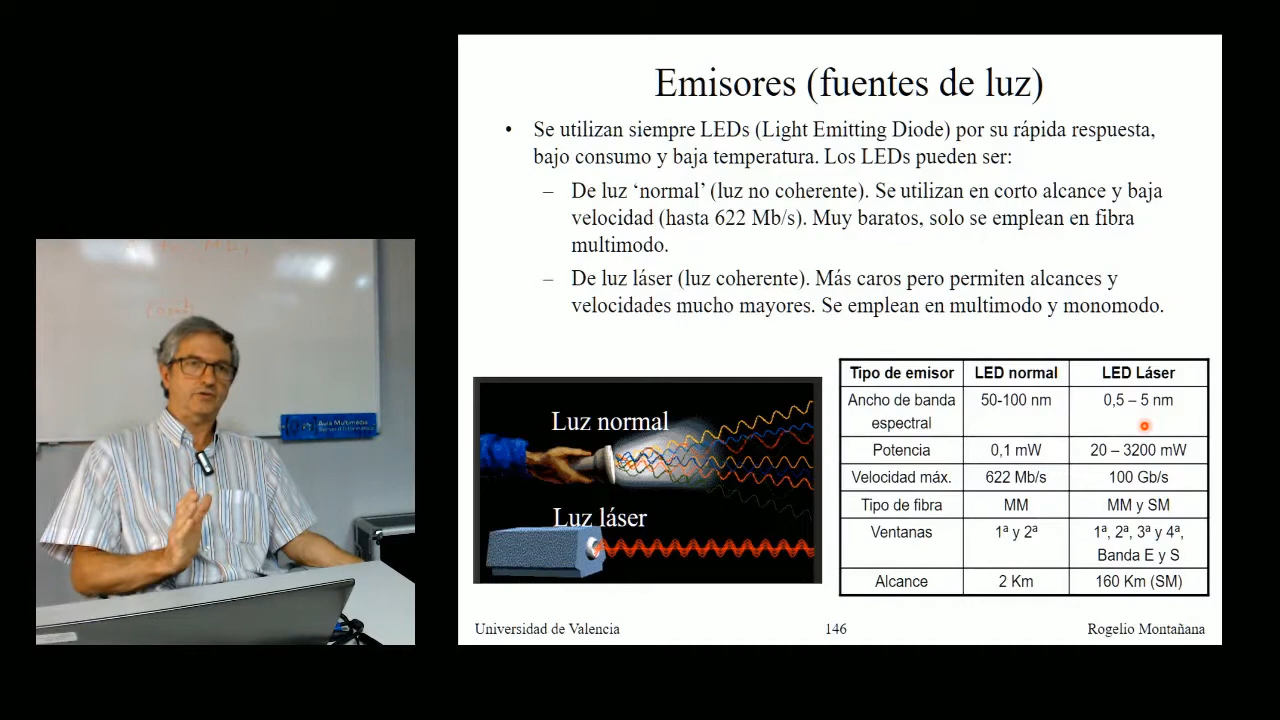 Emisores (fuentes de luz)
• Se utilizan siempre LEDs (Light Emitting Diode) por su rápida respuesta,
bajo consumo y baja temperatura. Los LEDs pueden ser:
– De luz ‘normal’ (luz no coherente). Se utilizan en corto alcance y baja
velocidad (hasta 622 Mb/s). Muy baratos, solo se emplean en fibra
multimodo.
– De luz láser (luz coherente). Más caros pero permiten alcances y
velocidades mucho mayores. Se emplean en multimodo y monomodo.
Luz normal
Luz láser
Tipo de emisor LED normal LED Láser
Ancho de banda 50-100 nm 0,5 – 5 nm
espectral
Potencia 0,1 mW 20 – 3200 mW
Velocidad máx. 622 Mb/s 100 Gb/s
Tipo de fibra MM MM y SM
Ventanas 1ª y 2ª 1ª, 2ª, 3ª y 4ª,
Banda E y S
Alcance 2 Km 160 Km (SM)
Universidad de Valencia 146 Rogelio Montañana
Aula Multimedia